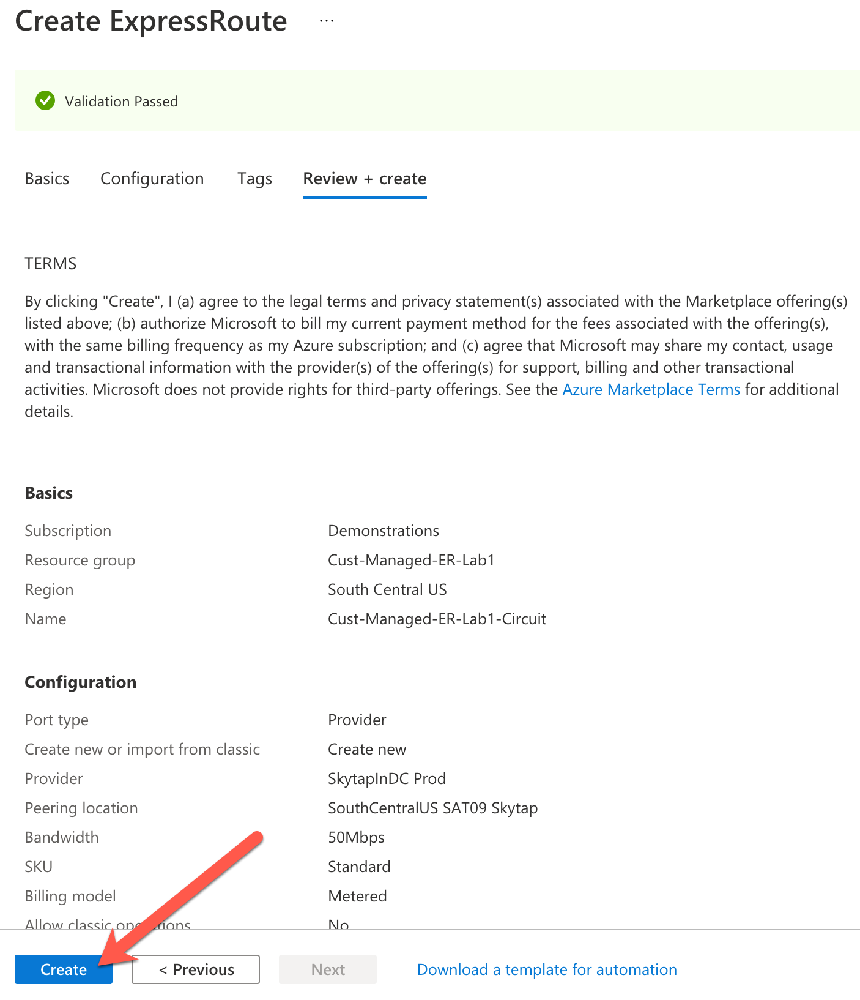 Create ExpressRoute ...
Validation Passed
Basics Configuration Tags Review + create
TERMS
By clicking "Create", I (a) agree to the legal terms and privacy statement(s) associated with the Marketplace offering(s)
listed above; (b) authorize Microsoft to bill my current payment method for the fees associated with the offering(s),
with the same billing frequency as my Azure subscription; and (c) agree that Microsoft may share my contact, usage
and transactional information with the provider(s) of the offering(s) for support, billing and other transactional
activities. Microsoft does not provide rights for third-party offerings. See the Azure Marketplace Terms for additional
details.
Basics
Subscription Demonstrations
Resource group Cust-Managed-ER-Lab1
Region South Central US
Name Cust-Managed-ER-Lab1-Circuit
Configuration
Port type Provider
Create new or import from classic Create new
Provider SkytapInDC Prod
Peering location SouthCentralUS SAT09 Skytap
Bandwidth 50Mbps
SKU Standard
Billing model Metered
Allow classic operations No
Create < Previous Next Download a template for automation